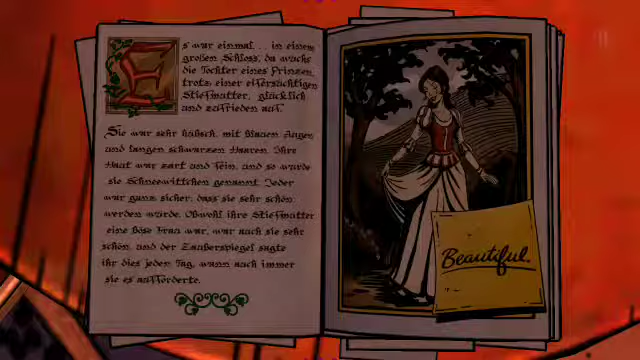 Es war einmal... in einem
großen Schloss, da wuchs
die Tochter eines Prinzen,
trotz einer eifersüchtigen
Stiefmutter, glücklich
und zufrieden auf.
Sie war sehr hübsch, mit blauen Augen
und langen schwarzen Haaren. Ihre
Haut war zart und fein, und so wurde
sie Schneewittchen genannt. Jeder
war ganz sicher, dass sie sehr schön
werden würde. Obwohl ihre Stiefmutter
eine böse Frau war, war auch sie sehr
schön, und der Zauberspiegel sagte
ihr dies jeden Tag, wann auch immer
sie es aufforderte.
Beautiful.